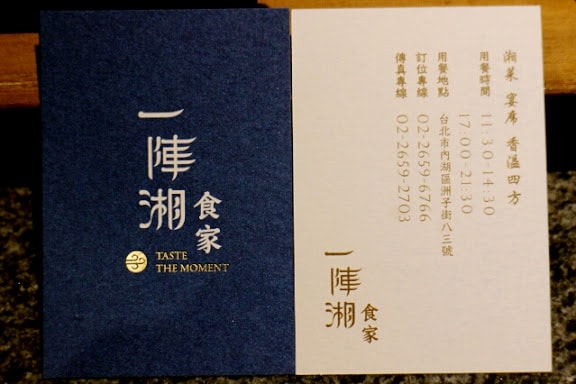 一陣湘
食家
TASTE
THE MOMENT
湘菜 宴席 香溢四方
用餐時間 11:30-14:30
17:00-21:30
用餐地點 台北市內湖區洲子街八三號
訂位專線 02-2659-6766
傳真專線 02-2659-2703
一陣湘
食家